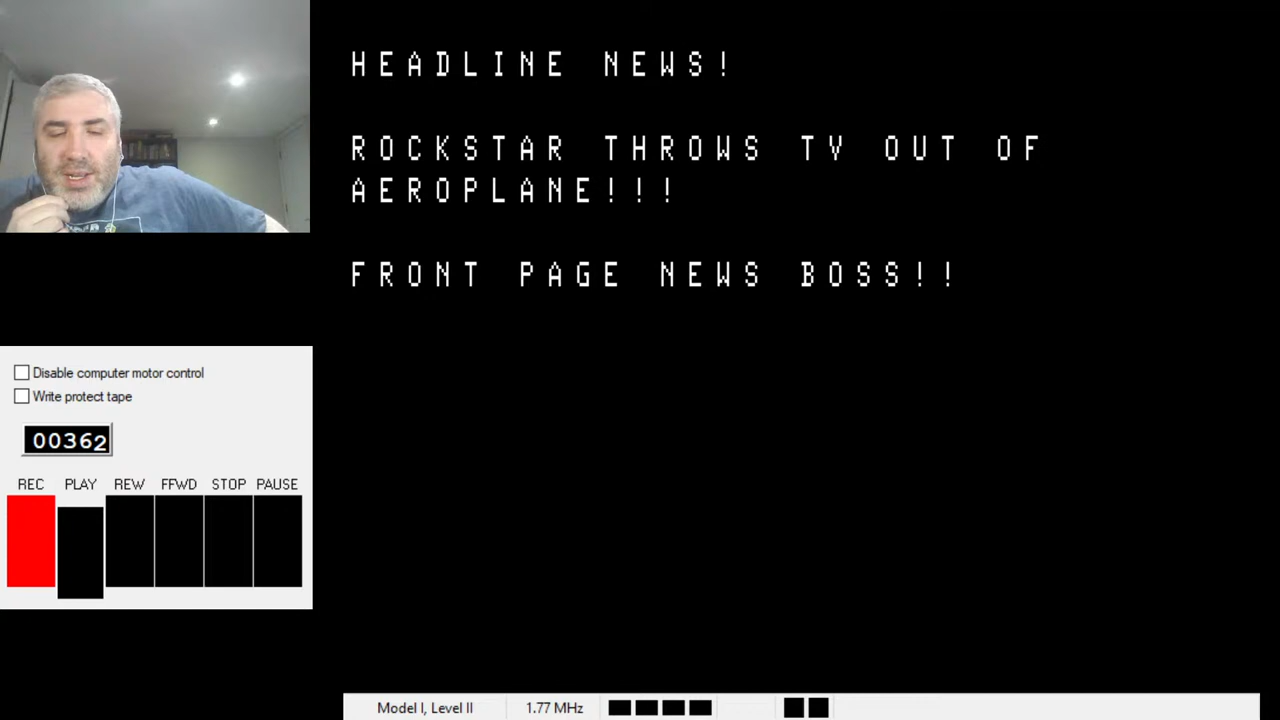 HEADLINE NEWS!
ROCKSTAR THROWS TV OUT OF
AEROPLANE!!!
FRONT PAGE NEWS BOSS!!
Disable computer motor control
Write protect tape
00362
REC PLAY REW FFWD STOP PAUSE
Model I, Level II 1.77 MHz